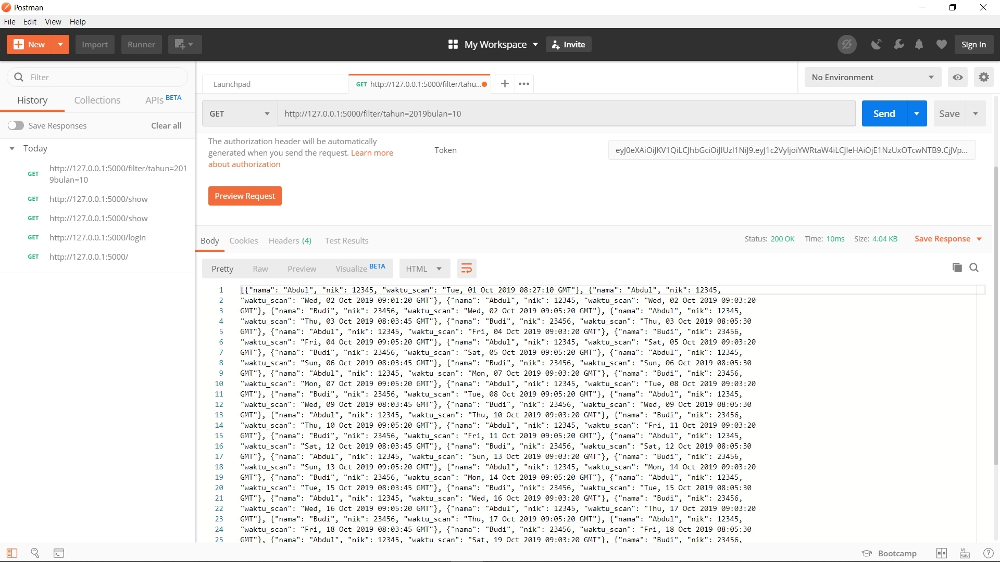 Postman
File Edit View Help
New Import Runner My Workspace Invite Sign In
Filter
History Collections APIs BETA
Save Responses Clear all
Today
GET http://127.0.0.1:5000/filter/tahun=201
9bulan=10
GET http://127.0.0.1:5000/show
GET http://127.0.0.1:5000/show
GET http://127.0.0.1:5000/login
GET http://127.0.0.1:5000/
Launchpad GET http://127.0.0.1:5000/filter/tahu... No Environment
GET http://127.0.0.1:5000/filter/tahun=2019bulan=10 Send Save
The authorization header will be automatically
generated when you send the request. Learn more
about authorization
Preview Request
Token
Body Cookies Headers (4) Test Results Status: 200 OK Time: 10ms Size: 4.04 KB Save Response
Pretty Raw Preview Visualize BETA HTML
1 [{"nama": "Abdul", "nik": 12345, "waktu_scan": "Tue, 01 Oct 2019 08:27:10 GMT"}, {"nama": "Abdul", "nik": 12345,
2 "waktu_scan": "Wed, 02 Oct 2019 09:01:20 GMT"}, {"nama": "Abdul", "nik": 12345, "waktu_scan": "Wed, 02 Oct 2019 09:03:20
3 GMT"}, {"nama": "Budi", "nik": 23456, "waktu_scan": "Wed, 02 Oct 2019 09:05:20 GMT"}, {"nama": "Abdul", "nik": 12345,
4 "waktu_scan": "Thu, 03 Oct 2019 08:03:45 GMT"}, {"nama": "Budi", "nik": 23456, "waktu_scan": "Thu, 03 Oct 2019 08:05:30
5 GMT"}, {"nama": "Abdul", "nik": 12345, "waktu_scan": "Fri, 04 Oct 2019 09:03:20 GMT"}, {"nama": "Budi", "nik": 23456,
6 "waktu_scan": "Fri, 04 Oct 2019 09:05:20 GMT"}, {"nama": "Abdul", "nik": 12345, "waktu_scan": "Sat, 05 Oct 2019 09:03:20
7 GMT"}, {"nama": "Budi", "nik": 23456, "waktu_scan": "Sat, 05 Oct 2019 09:05:20 GMT"}, {"nama": "Abdul", "nik": 12345,
8 "waktu_scan": "Sun, 06 Oct 2019 08:03:45 GMT"}, {"nama": "Budi", "nik": 23456, "waktu_scan": "Sun, 06 Oct 2019 08:05:30
9 GMT"}, {"nama": "Abdul", "nik": 12345, "waktu_scan": "Mon, 07 Oct 2019 09:03:20 GMT"}, {"nama": "Budi", "nik": 23456,
10 "waktu_scan": "Mon, 07 Oct 2019 09:05:20 GMT"}, {"nama": "Abdul", "nik": 12345, "waktu_scan": "Tue, 08 Oct 2019 09:03:20
11 GMT"}, {"nama": "Budi", "nik": 23456, "waktu_scan": "Tue, 08 Oct 2019 09:05:20 GMT"}, {"nama": "Abdul", "nik": 12345,
12 "waktu_scan": "Wed, 09 Oct 2019 08:03:45 GMT"}, {"nama": "Budi", "nik": 23456, "waktu_scan": "Wed, 09 Oct 2019 08:05:30
13 GMT"}, {"nama": "Abdul", "nik": 12345, "waktu_scan": "Thu, 10 Oct 2019 09:03:20 GMT"}, {"nama": "Budi", "nik": 23456,
14 "waktu_scan": "Thu, 10 Oct 2019 09:05:20 GMT"}, {"nama": "Abdul", "nik": 12345, "waktu_scan": "Fri, 11 Oct 2019 09:03:20
15 GMT"}, {"nama": "Budi", "nik": 23456, "waktu_scan": "Fri, 11 Oct 2019 09:05:20 GMT"}, {"nama": "Abdul", "nik": 12345,
16 "waktu_scan": "Sat, 12 Oct 2019 08:03:45 GMT"}, {"nama": "Budi", "nik": 23456, "waktu_scan": "Sat, 12 Oct 2019 08:05:30
17 GMT"}, {"nama": "Abdul", "nik": 12345, "waktu_scan": "Sun, 13 Oct 2019 09:03:20 GMT"}, {"nama": "Budi", "nik": 23456,
18 "waktu_scan": "Sun, 13 Oct 2019 09:05:20 GMT"}, {"nama": "Abdul", "nik": 12345, "waktu_scan": "Mon, 14 Oct 2019 09:03:20
19 GMT"}, {"nama": "Budi", "nik": 23456, "waktu_scan": "Mon, 14 Oct 2019 09:05:20 GMT"}, {"nama": "Abdul", "nik": 12345,
20 "waktu_scan": "Tue, 15 Oct 2019 08:03:45 GMT"}, {"nama": "Budi", "nik": 23456, "waktu_scan": "Tue, 15 Oct 2019 08:05:30
21 GMT"}, {"nama": "Abdul", "nik": 12345, "waktu_scan": "Wed, 16 Oct 2019 09:03:20 GMT"}, {"nama": "Budi", "nik": 23456,
22 "waktu_scan": "Wed, 16 Oct 2019 09:05:20 GMT"}, {"nama": "Abdul", "nik": 12345, "waktu_scan": "Thu, 17 Oct 2019 09:03:20
23 GMT"}, {"nama": "Budi", "nik": 23456, "waktu_scan": "Thu, 17 Oct 2019 09:05:20 GMT"}, {"nama": "Abdul", "nik": 12345,
24 "waktu_scan": "Fri, 18 Oct 2019 08:03:45 GMT"}, {"nama": "Budi", "nik": 23456, "waktu_scan": "Fri, 18 Oct 2019 08:05:30
25 GMT"}, {"nama": "Abdul", "nik": 12345, "waktu_scan": "Sat, 19 Oct 2019 09:03:20 GMT"}, {"nama": "Budi", "nik": 23456,
Bootcamp